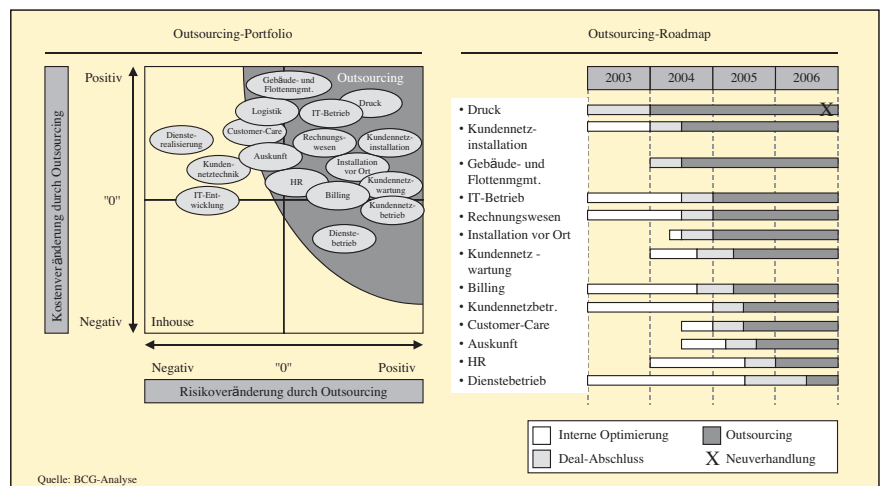 Outsourcing-Portfolio
Kostenveränderung durch Outsourcing
Positiv
"0"
Negativ
Outsourcing
Gebäude- und
Flottenmgmt.
Druck
Logistik
IT-Betrieb
Customer-Care
Dienste-
realisierung
Rechnungs-
wesen
Kundennetz-
installation
Auskunft
Kunden-
netztechnik
Installation
vor Ort
HR
Kundennetz-
wartung
Billing
IT-Ent-
wicklung
Kundennetz-
betrieb
Dienste-
betrieb
Inhouse
Negativ
"0"
Positiv
Risikoveränderung durch Outsourcing
Quelle: BCG-Analyse
Outsourcing-Roadmap
2003 2004 2005 2006
• Druck
X
• Kundennetz-
installation
• Gebäude- und
Flottenmgmt.
• IT-Betrieb
• Rechnungswesen
• Installation vor Ort
• Kundennetz -
wartung
• Billing
• Kundennetzbetr.
• Customer-Care
• Auskunft
• HR
• Dienstebetrieb
Interne Optimierung
Outsourcing
Deal-Abschluss
X Neuverhandlung